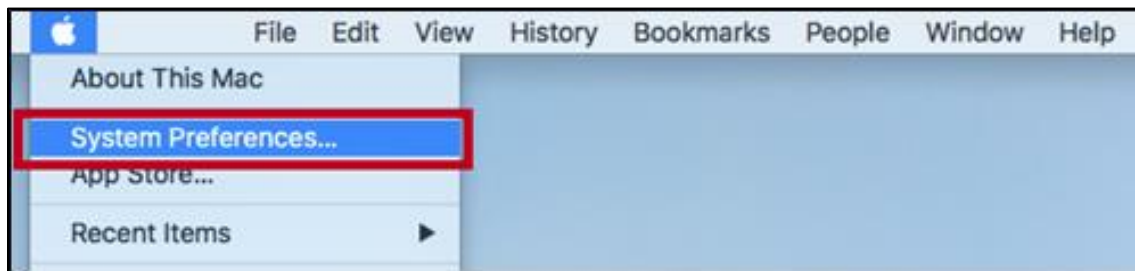 File Edit View History Bookmarks People Window Help
About This Mac
System Preferences...
App Store...
Recent Items